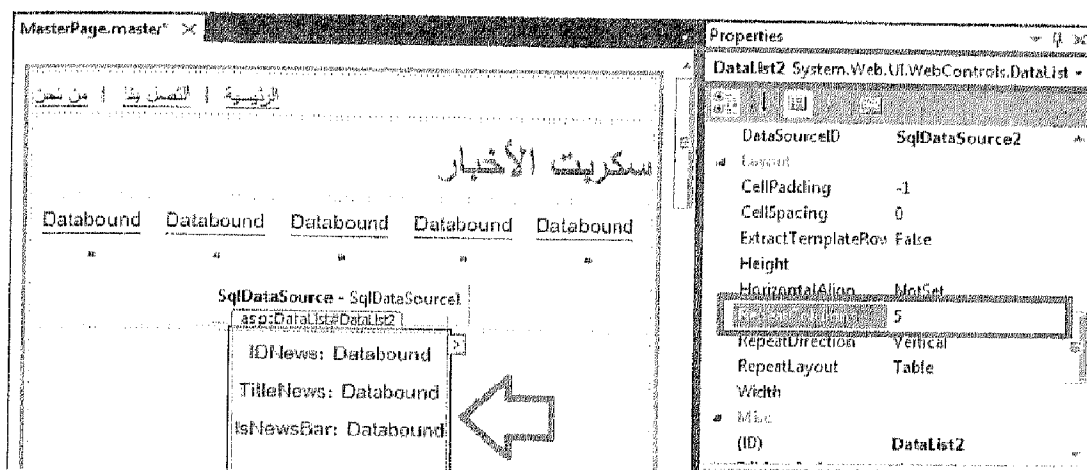 MasterPage.master*
الرئيسية | اتصل بنا | من نحن
سكربت الأخبار
Databound Databound Databound Databound Databound
SqlDataSource - SqlDataSource1
asp:DataList#DataList2
IDNews: Databound
TitleNews: Databound
IsNewsBar: Databound
Properties
DataList2 System.Web.UI.WebControls.DataList
DataSourceID SqlDataSource2
Layout
CellPadding -1
CellSpacing 0
ExtractTemplateRow False
Height
HorizontalAlign NotSet
5
RepeatDirection Vertical
RepeatLayout Table
Width
Misc
(ID) DataList2